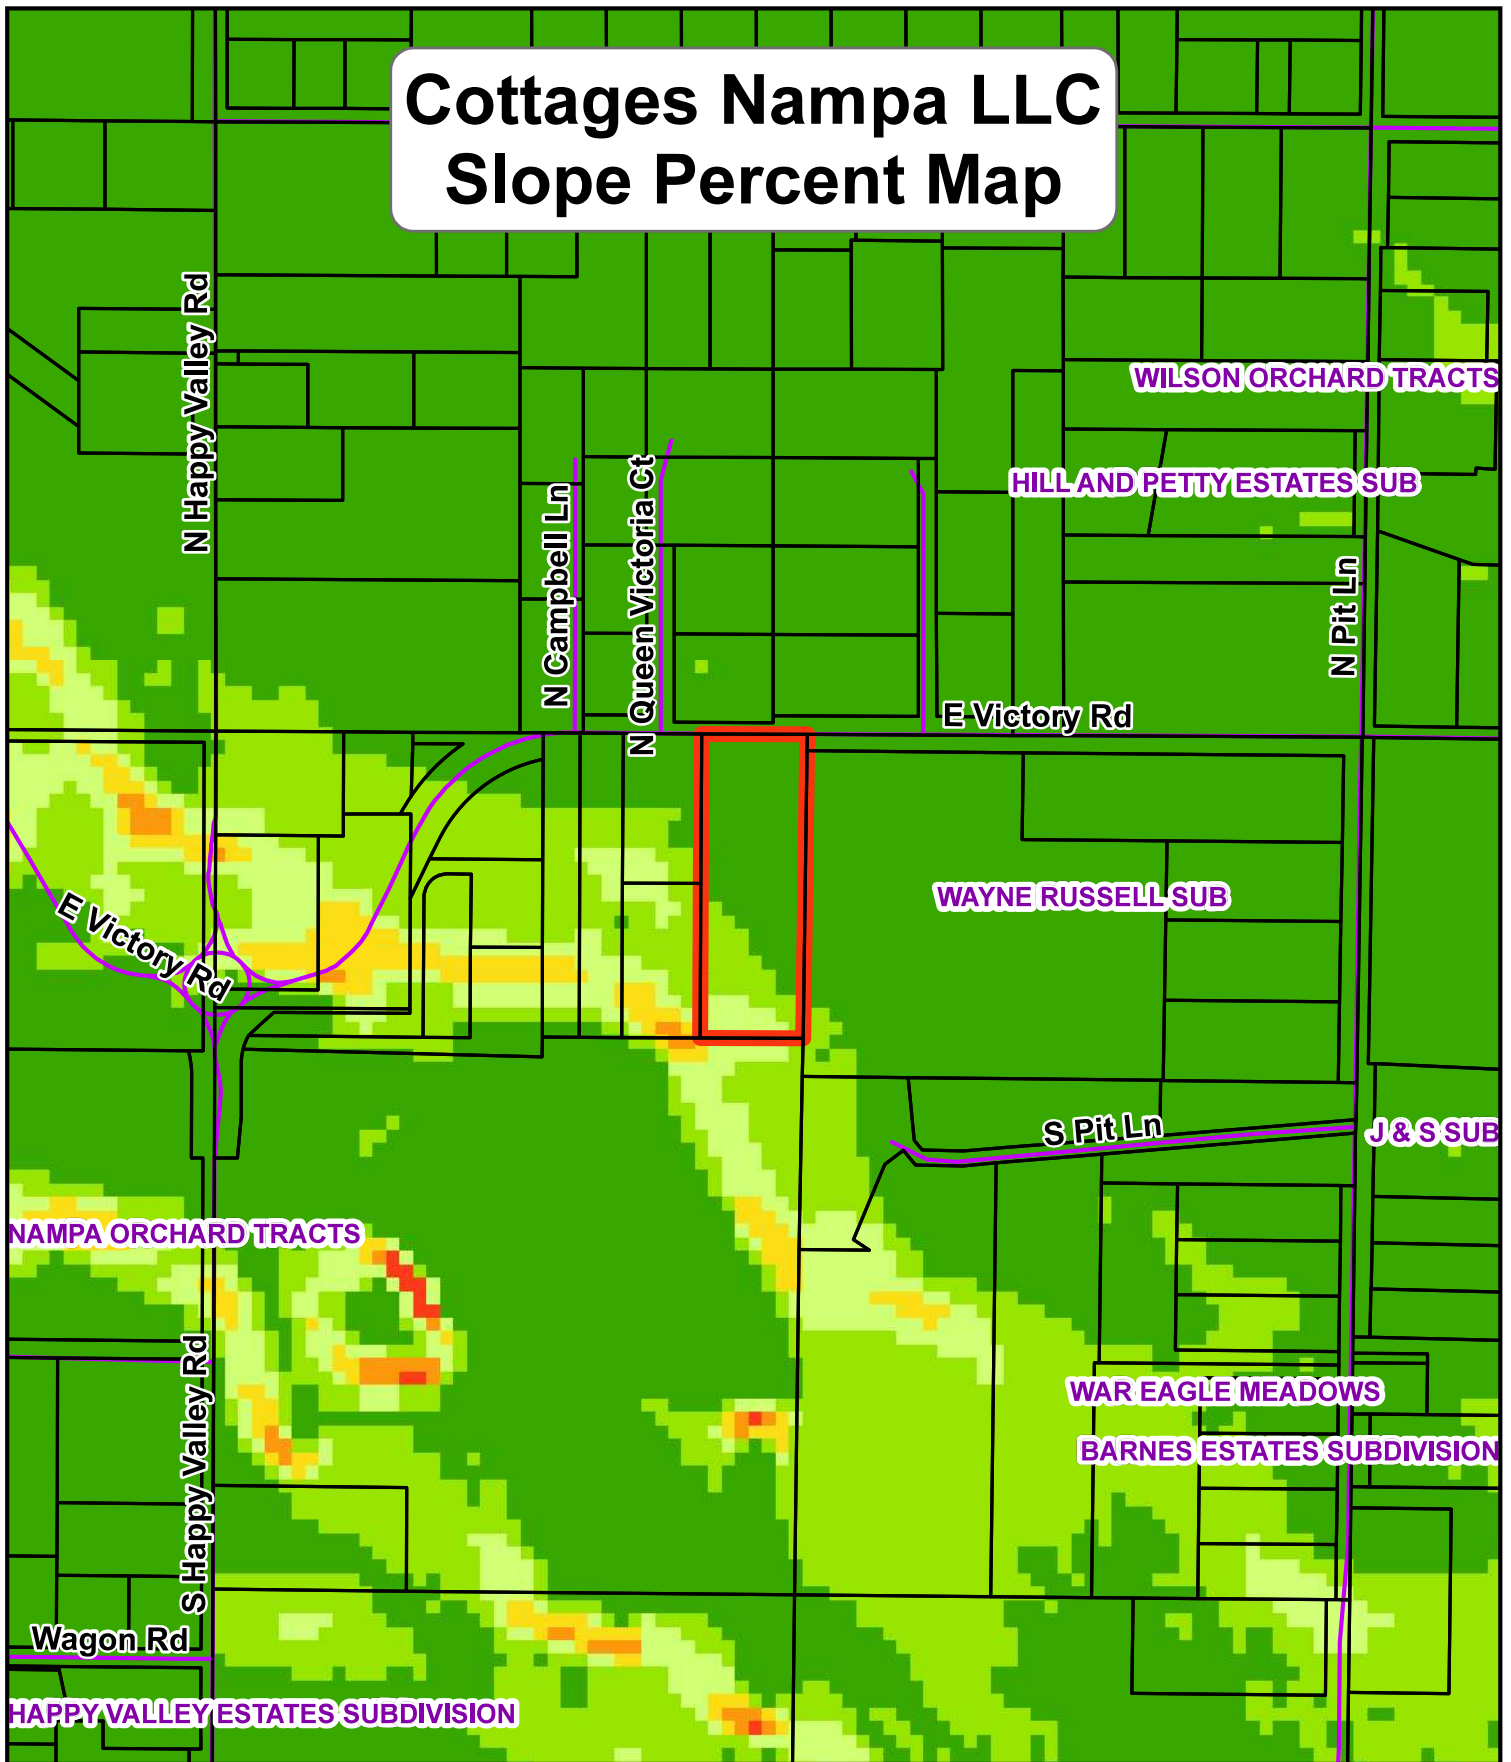 Cottages Nampa LLC
Slope Percent Map
N Happy Valley Rd
WILSON ORCHARD TRACTS
HILL AND PETTY ESTATES SUB
N Campbell Ln
N Queen Victoria Ct
N Pit Ln
E Victory Rd
WAYNE RUSSELL SUB
E Victory Rd
S Pit Ln
J & S SUB
NAMPA ORCHARD TRACTS
S Happy Valley Rd
WAR EAGLE MEADOWS
BARNES ESTATES SUBDIVISION
Wagon Rd
HAPPY VALLEY ESTATES SUBDIVISION